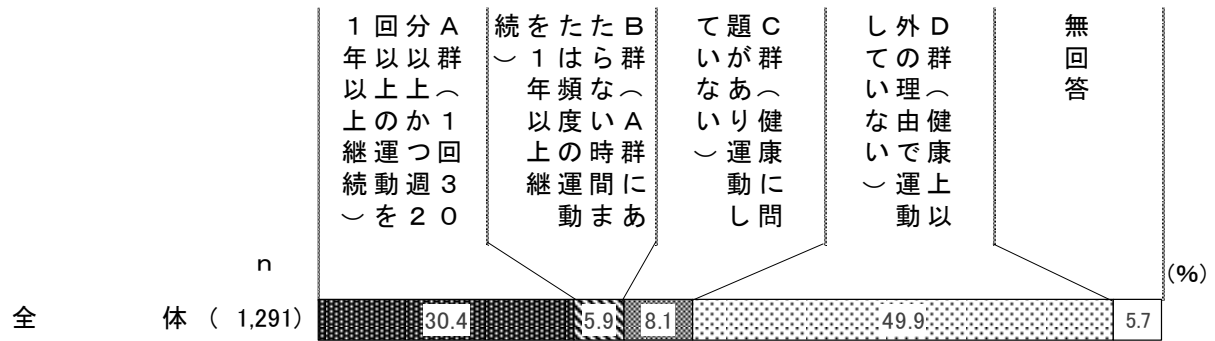 A群(1回30
分以上かつ週2
回以上の運動を
1年以上継続)
B群(A群にあ
たらない時間ま
たは頻度の運動
を1年以上継
続)
C群(健康に問
題があり運動し
ていない)
D群(健康上以
外の理由で運動
していない)
無回答
n
(%)
全体 ( 1,291) 30.4 5.9 8.1 49.9 5.7